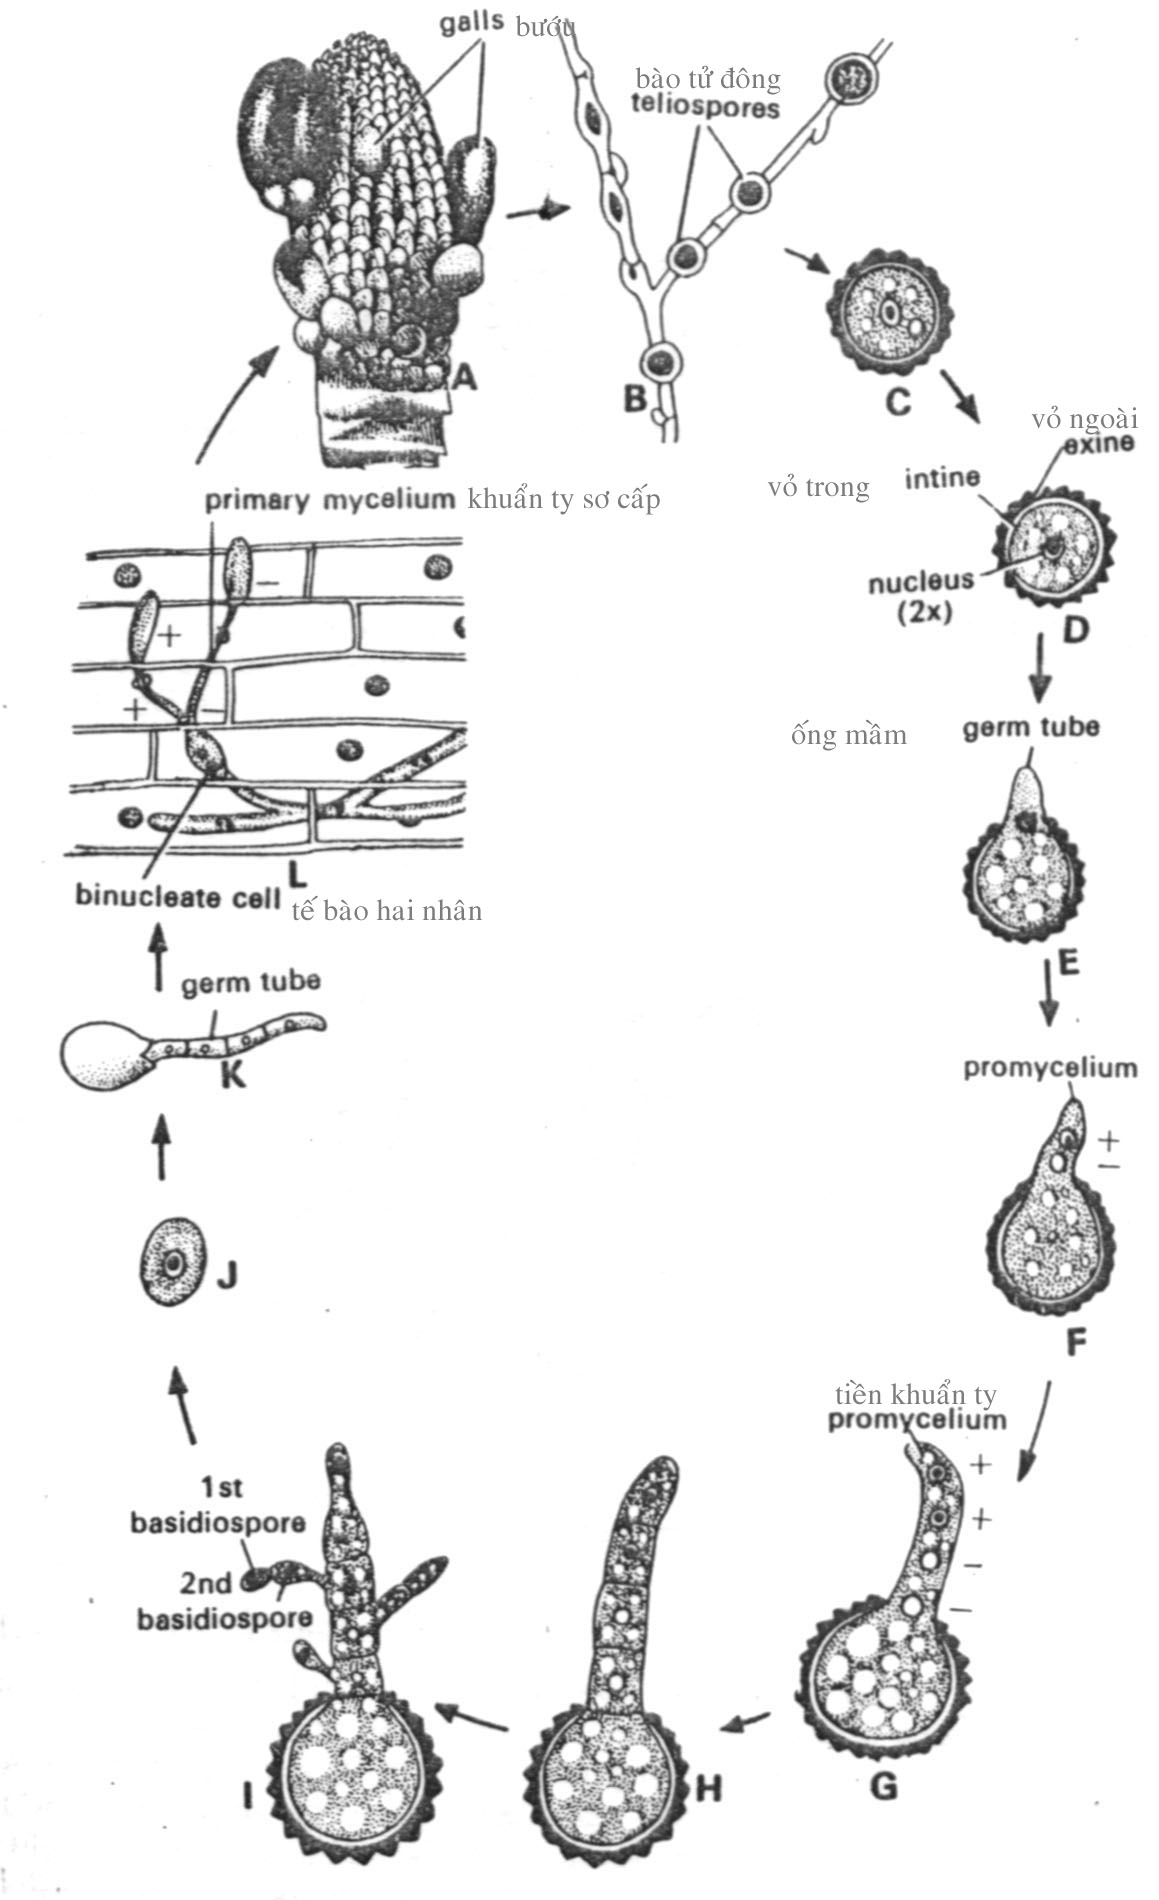 galls bướu
bào tử đông
teliospores
A
B
C
vỏ ngoài
exine
vỏ trong intine
nucleus
(2x)
D
primary mycelium khuẩn ty sơ cấp
−
+
+ −
L
binucleate cell tế bào hai nhân
ống mầm germ tube
E
germ tube
K
promycelium
+
−
F
J
tiền khuẩn ty
promycelium
+
+
−
−
G
1st
basidiospore
2nd
basidiospore
I
H